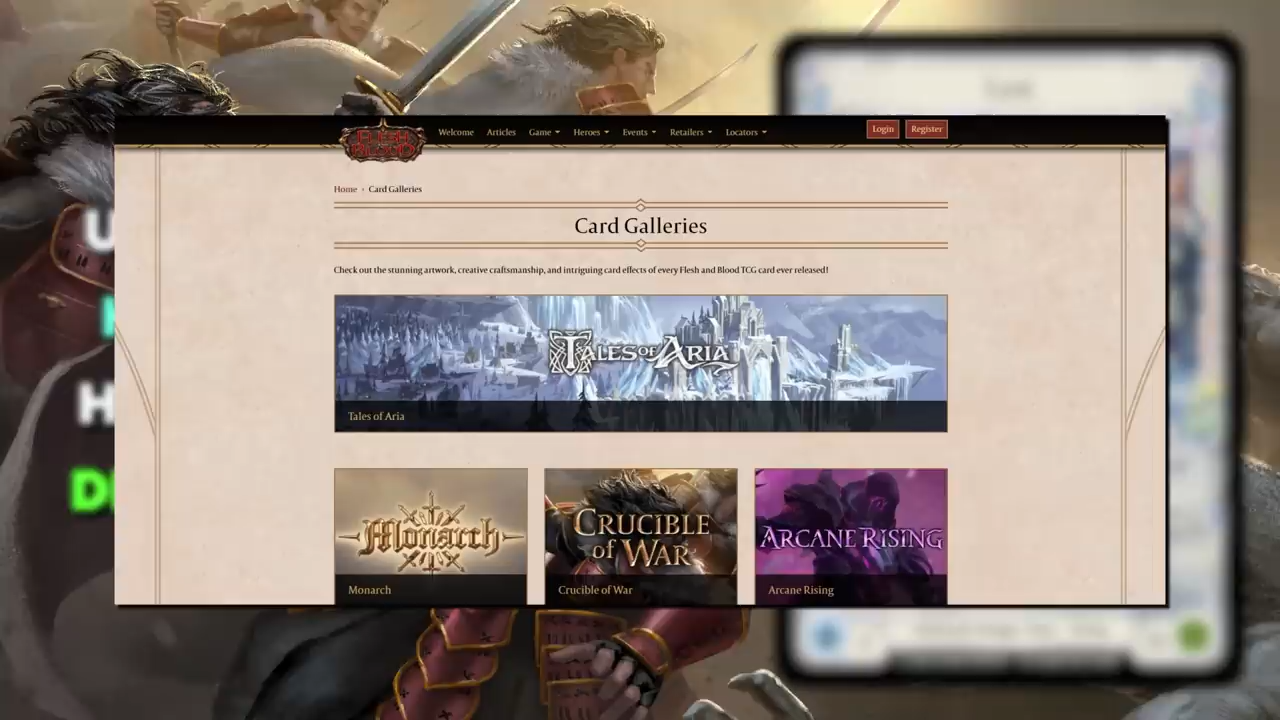 FLESH
BLOOD
Welcome Articles Game Heroes Events Retailers Locators Login Register
Home › Card Galleries
Card Galleries
Check out the stunning artwork, creative craftsmanship, and intriguing card effects of every Flesh and Blood TCG card ever released!
TALES OF ARIA
Tales of Aria
Monarch
CRUCIBLE
of WAR
ARCANE RISING
Monarch
Crucible of War
Arcane Rising